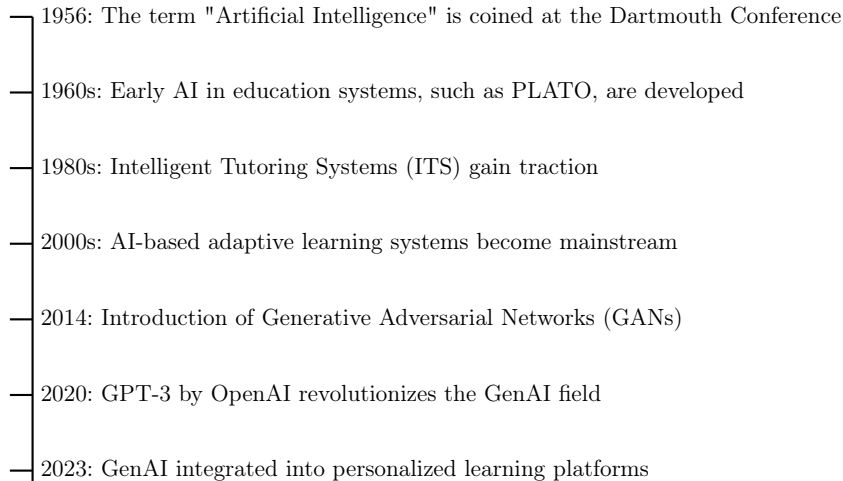 1956: The term "Artificial Intelligence" is coined at the Dartmouth Conference
1960s: Early AI in education systems, such as PLATO, are developed
1980s: Intelligent Tutoring Systems (ITS) gain traction
2000s: AI-based adaptive learning systems become mainstream
2014: Introduction of Generative Adversarial Networks (GANs)
2020: GPT-3 by OpenAI revolutionizes the GenAI field
2023: GenAI integrated into personalized learning platforms